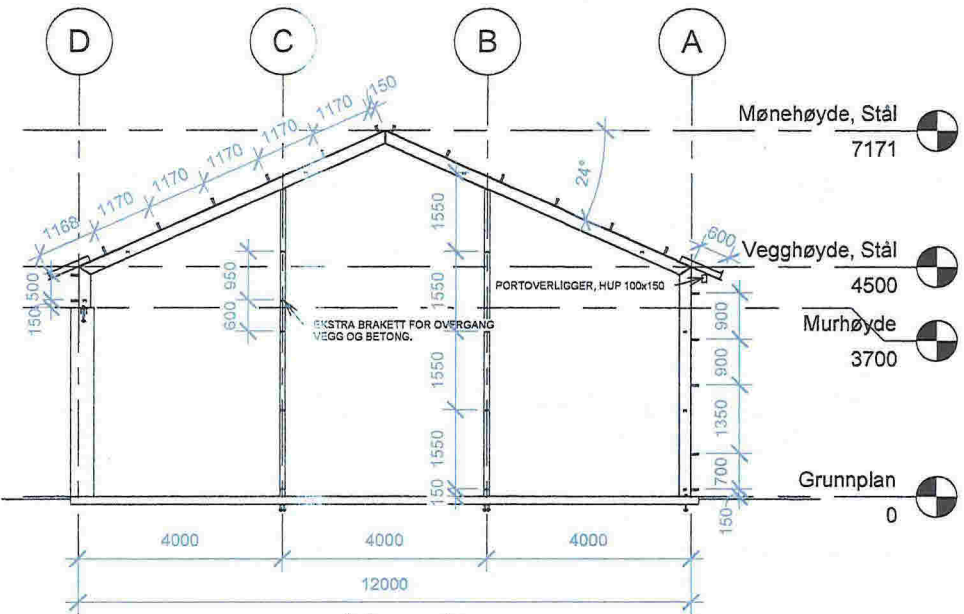 D
C
B
A
150
1170
1170
1170
1170
1170
1168
Mønehøyde, Stål
7171
24°
600
Vegghøyde, Stål
4500
PORTOVERLIGGER, HUP 100x150
Murhøyde
3700
500
150
950
600
EKSTRA BRAKETT FOR OVERGANG
VEGG OG BETONG.
1550
1550
1550
1550
150
900
900
1350
700
150
Grunnplan
0
4000
4000
4000
12000